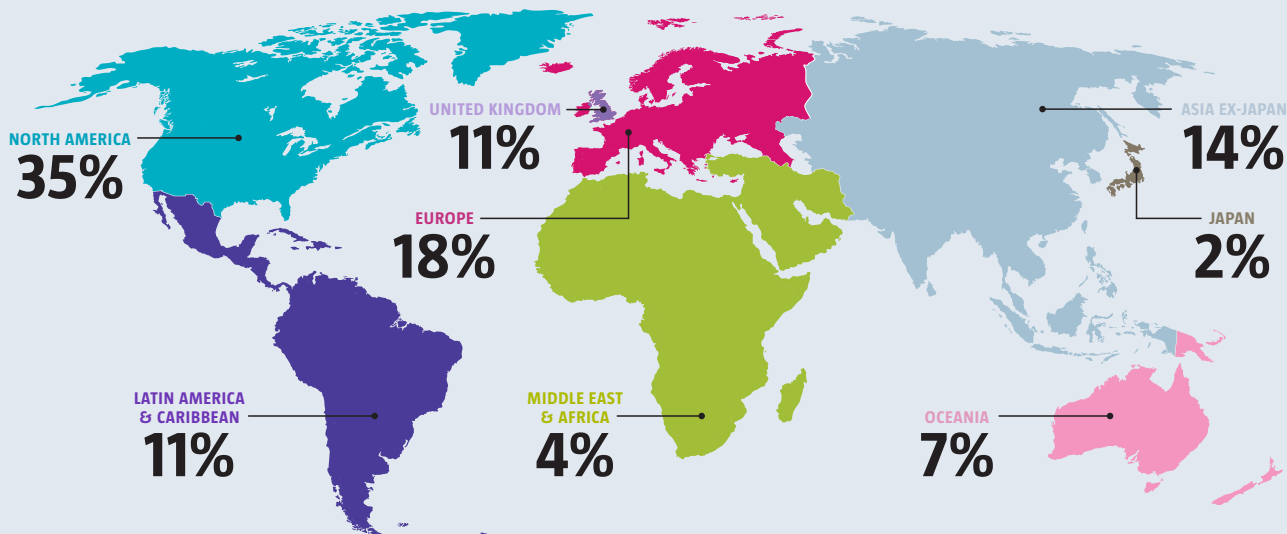 NORTH AMERICA
35%
UNITED KINGDOM
11%
EUROPE
18%
ASIA EX-JAPAN
14%
JAPAN
2%
LATIN AMERICA
& CARIBBEAN
11%
MIDDLE EAST
& AFRICA
4%
OCEANIA
7%